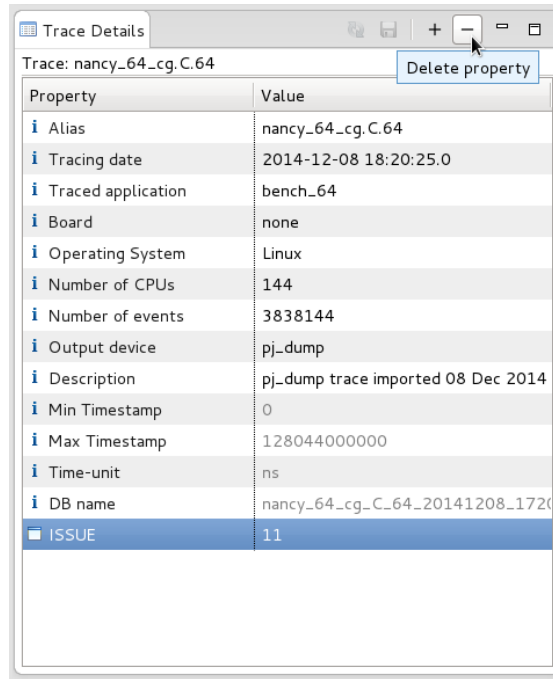 Trace Details
Trace: nancy_64_cg.C.64
Delete property
Property Value
Alias nancy_64_cg.C.64
Tracing date 2014-12-08 18:20:25.0
Traced application bench_64
Board none
Operating System Linux
Number of CPUs 144
Number of events 3838144
Output device pj_dump
Description pj_dump trace imported 08 Dec 2014
Min Timestamp 0
Max Timestamp 128044000000
Time-unit ns
DB name nancy_64_cg_C_64_20141208_1720
ISSUE 11